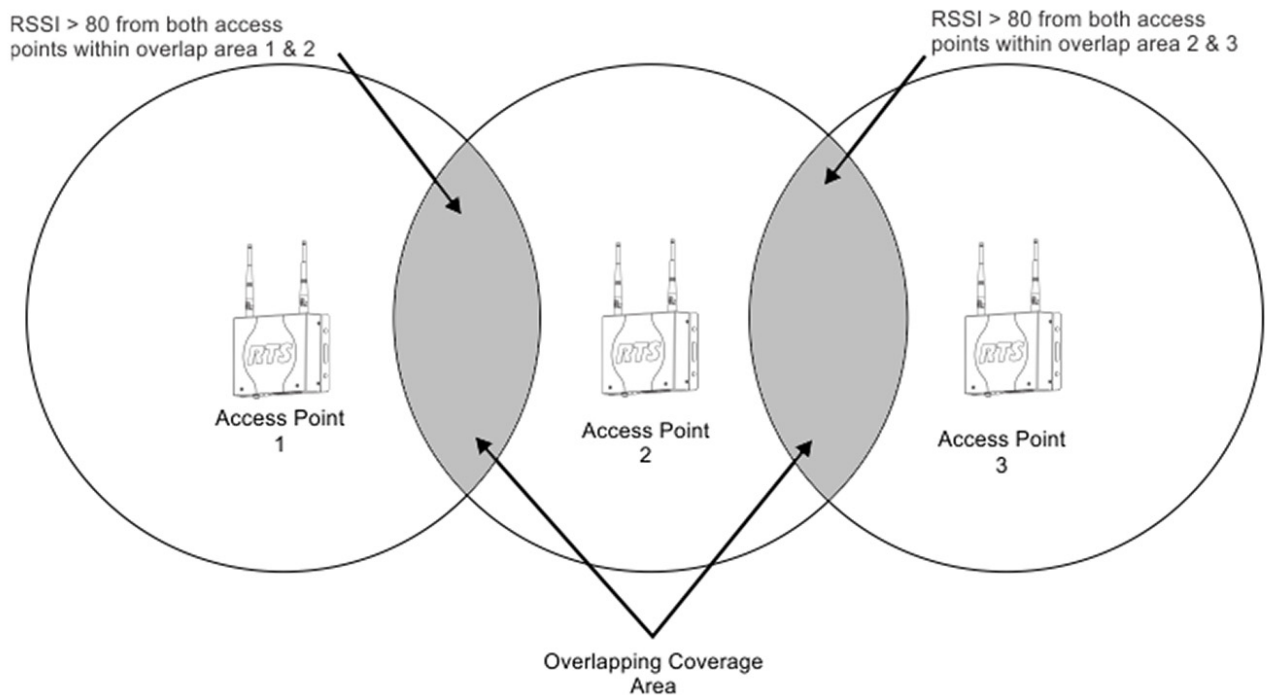 RSSI > 80 from both access
points within overlap area 1 & 2
RSSI > 80 from both access
points within overlap area 2 & 3
RTS
RTS
RTS
Access Point
1
Access Point
2
Access Point
3
Overlapping Coverage
Area